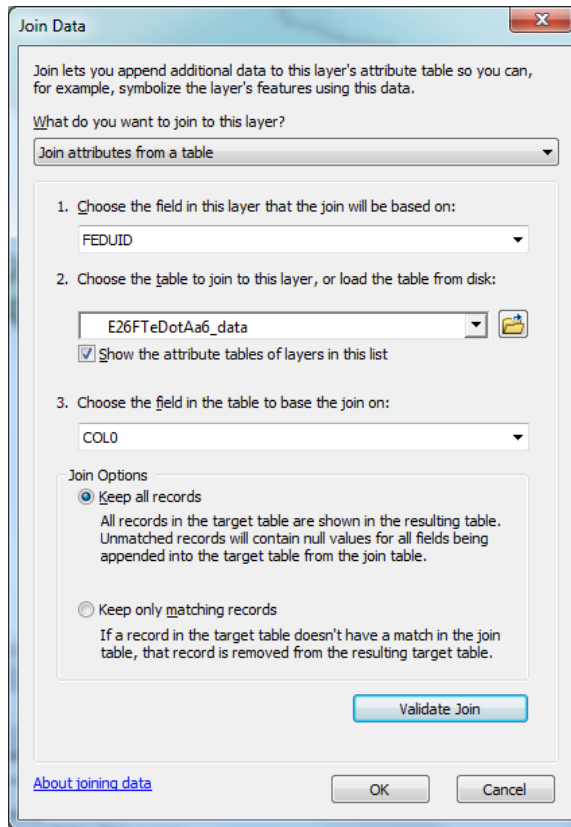 Join Data
Join lets you append additional data to this layer's attribute table so you can,
for example, symbolize the layer's features using this data.
What do you want to join to this layer?
Join attributes from a table
1. Choose the field in this layer that the join will be based on:
FEDUID
2. Choose the table to join to this layer, or load the table from disk:
E26FTeDotAa6_data
Show the attribute tables of layers in this list
3. Choose the field in the table to base the join on:
COL0
Join Options
Keep all records
All records in the target table are shown in the resulting table.
Unmatched records will contain null values for all fields being
appended into the target table from the join table.
Keep only matching records
If a record in the target table doesn't have a match in the join
table, that record is removed from the resulting target table.
Validate Join
About joining data
OK
Cancel